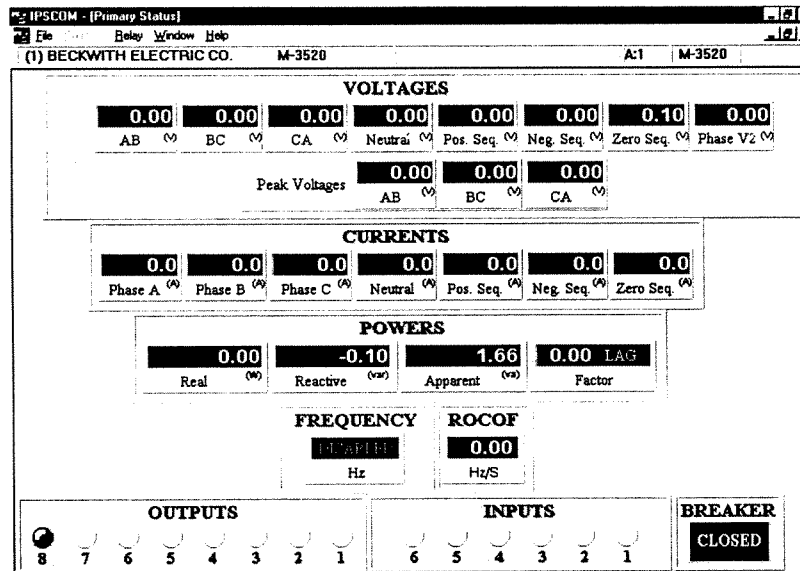 IPSCOM - [Primary Status]
File Relay Window Help
(1) BECKWITH ELECTRIC CO. M-3520 A:1 M-3520
VOLTAGES
0.00 0.00 0.00 0.00 0.00 0.00 0.10 0.00
AB (V) BC (V) CA (V) Neutral (V) Pos. Seq. (V) Neg. Seq. (V) Zero Seq. (V) Phase V2 (V)
Peak Voltages 0.00 0.00 0.00
AB (V) BC (V) CA (V)
CURRENTS
0.0 0.0 0.0 0.0 0.0 0.0 0.0
Phase A (A) Phase B (A) Phase C (A) Neutral (A) Pos. Seq. (A) Neg. Seq. (A) Zero Seq. (A)
POWERS
0.00 -0.10 1.66 0.00 LAG
Real (W) Reactive (var) Apparent (va) Factor
FREQUENCY ROCOF
0.00
Hz Hz/S
OUTPUTS INPUTS BREAKER
CLOSED
8 7 6 5 4 3 2 1 6 5 4 3 2 1